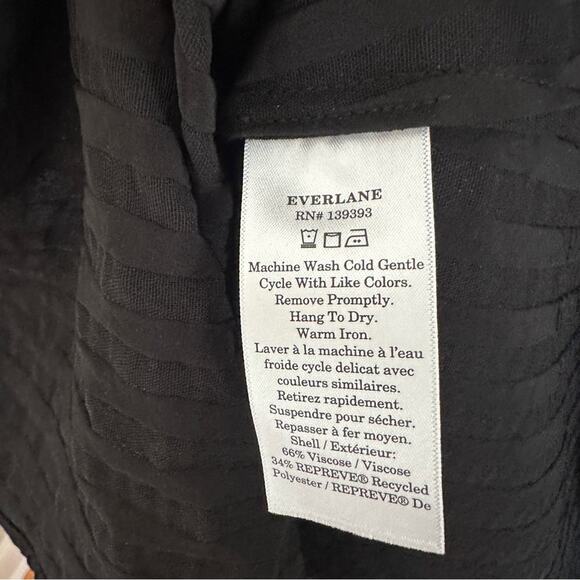 EVERLANE
RN# 139393
Machine Wash Cold Gentle
Cycle With Like Colors.
Remove Promptly.
Hang To Dry.
Warm Iron.
Laver à la machine à l'eau
froide cycle delicat avec
couleurs similaires.
Retirez rapidement.
Suspendre pour sécher.
Repasser à fer moyen.
Shell / Extérieur:
66% Viscose / Viscose
34% REPREVE® Recycled
Polyester / REPREVE® De